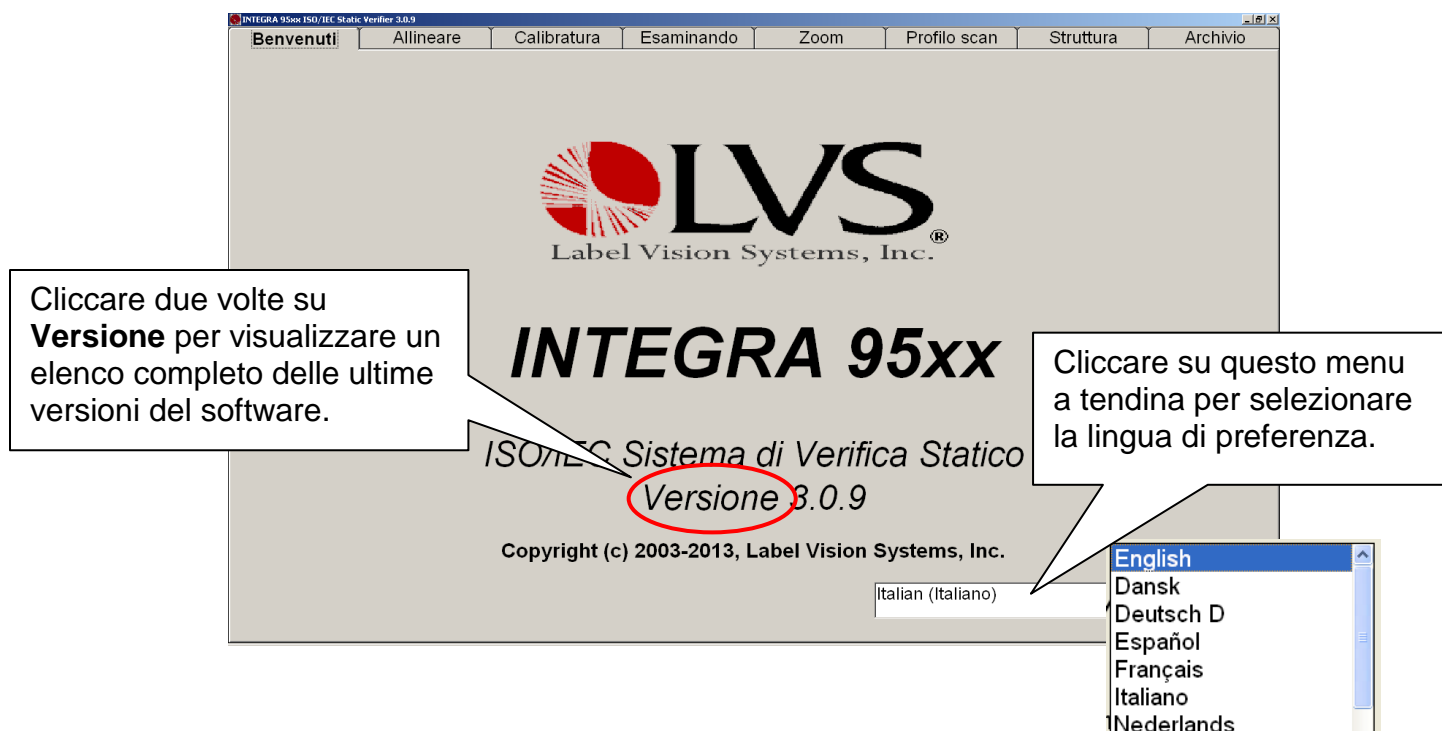 INTEGRA 95xx ISO/IEC Static Verifier 3.0.9
Benvenuti Allineare Calibratura Esaminando Zoom Profilo scan Struttura Archivio
LVS®
Label Vision Systems, Inc.
Cliccare due volte su
Versione per visualizzare un
elenco completo delle ultime
versioni del software.
INTEGRA 95xx
Cliccare su questo menu
a tendina per selezionare
la lingua di preferenza.
ISO/IEC Sistema di Verifica Statico
Versione 3.0.9
Copyright (c) 2003-2013, Label Vision Systems, Inc.
Italian (Italiano)
English
Dansk
Deutsch D
Español
Français
Italiano
Nederlands